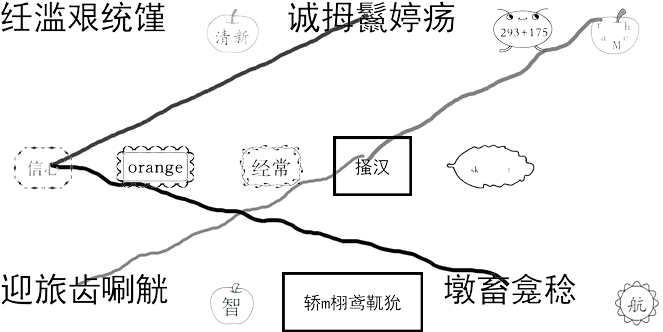 纴滥艰统馑
清新
诚拇鬣婷疡
293+175
信心
orange
经常
搔汉
迎旅齿唰觥
智
轿m栩鸢靰犹
墩畜龛稔
航